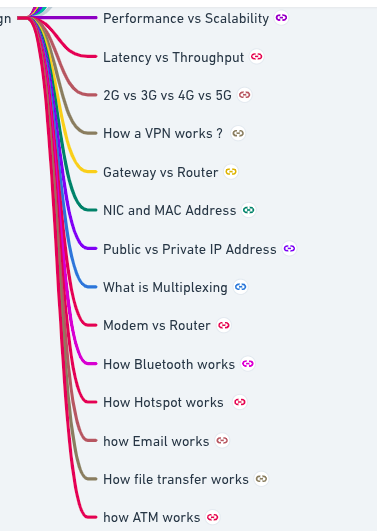 gn
Performance vs Scalability
Latency vs Throughput
2G vs 3G vs 4G vs 5G
How a VPN works ?
Gateway vs Router
NIC and MAC Address
Public vs Private IP Address
What is Multiplexing
Modem vs Router
How Bluetooth works
How Hotspot works
how Email works
How file transfer works
how ATM works